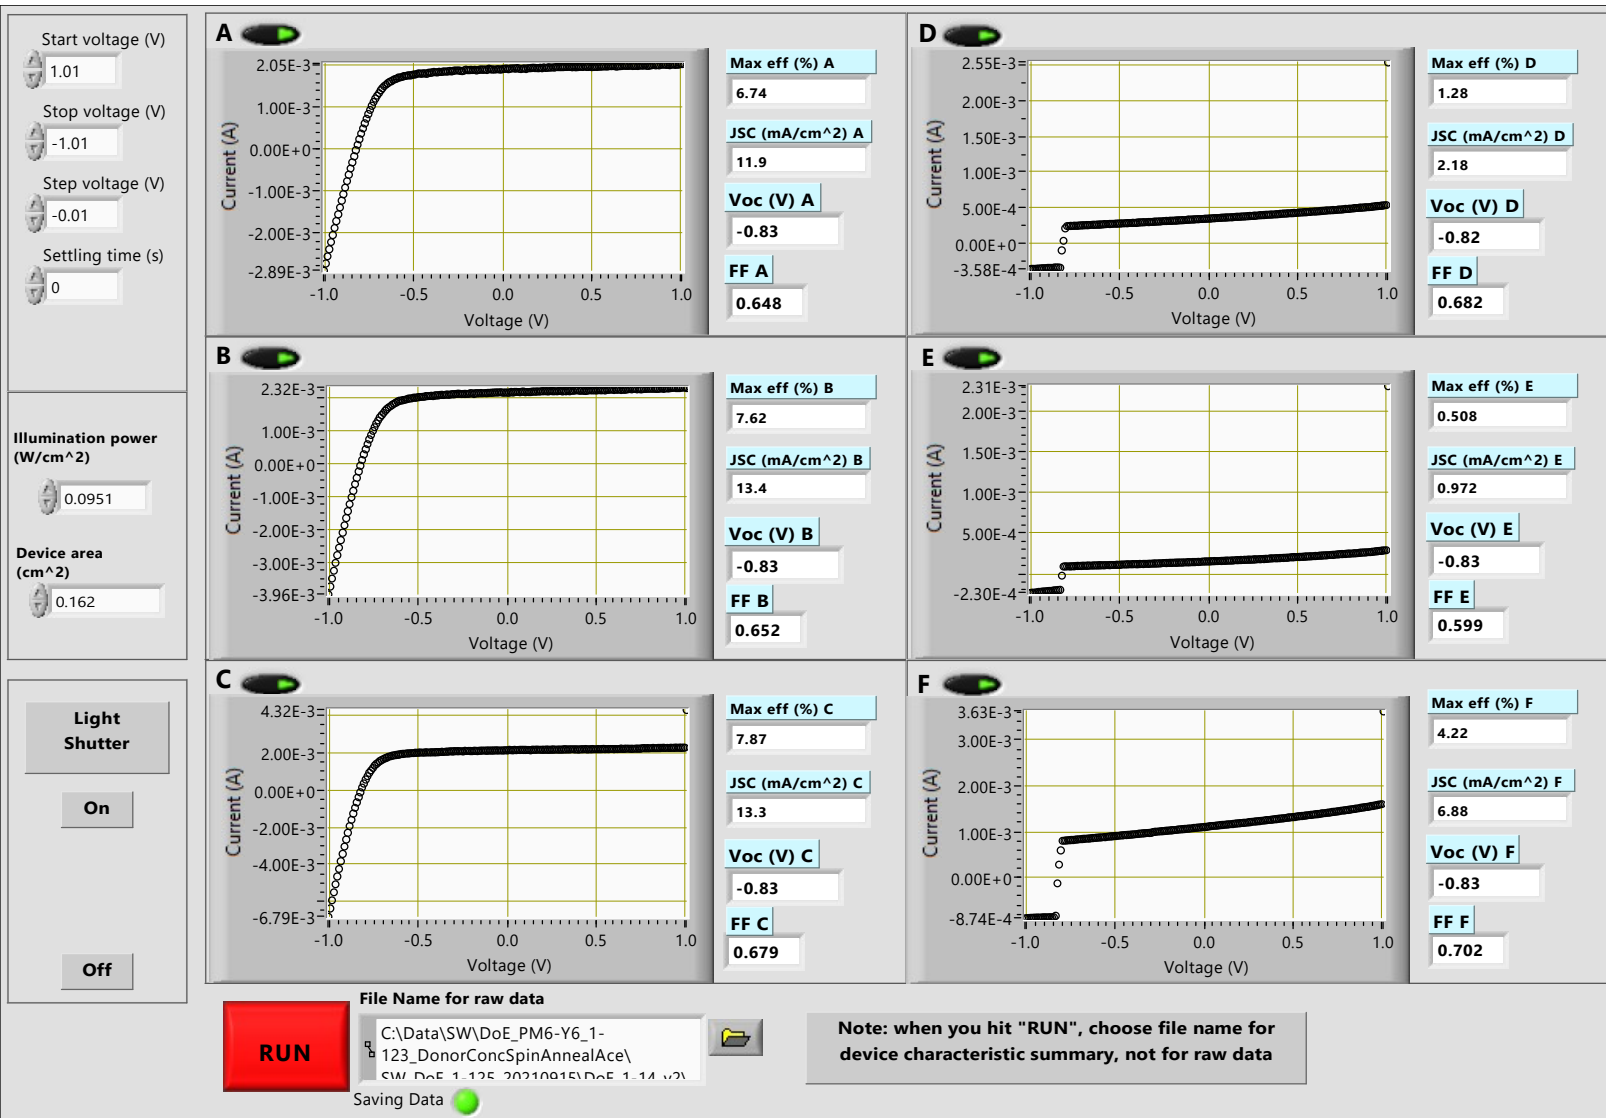 Start voltage (V)
1.01
Stop voltage (V)
-1.01
Step voltage (V)
-0.01
Settling time (s)
0
Illumination power
(W/cm^2)
0.0951
Device area
(cm^2)
0.162
Light
Shutter
On
Off
A
Current (A)
2.05E-3
1.00E-3
0.00E+0
-1.00E-3
-2.00E-3
-2.89E-3
-1.0 -0.5 0.0 0.5 1.0
Voltage (V)
Max eff (%) A
6.74
JSC (mA/cm^2) A
11.9
Voc (V) A
-0.83
FF A
0.648
B
Current (A)
2.32E-3
1.00E-3
0.00E+0
-1.00E-3
-2.00E-3
-3.00E-3
-3.96E-3
-1.0 -0.5 0.0 0.5 1.0
Voltage (V)
Max eff (%) B
7.62
JSC (mA/cm^2) B
13.4
Voc (V) B
-0.83
FF B
0.652
C
Current (A)
4.32E-3
2.00E-3
0.00E+0
-2.00E-3
-4.00E-3
-6.79E-3
-1.0 -0.5 0.0 0.5 1.0
Voltage (V)
Max eff (%) C
7.87
JSC (mA/cm^2) C
13.3
Voc (V) C
-0.83
FF C
0.679
D
Current (A)
2.55E-3
2.00E-3
1.50E-3
1.00E-3
5.00E-4
0.00E+0
-3.58E-4
-1.0 -0.5 0.0 0.5 1.0
Voltage (V)
Max eff (%) D
1.28
JSC (mA/cm^2) D
2.18
Voc (V) D
-0.82
FF D
0.682
E
Current (A)
2.31E-3
2.00E-3
1.50E-3
1.00E-3
5.00E-4
-2.30E-4
-1.0 -0.5 0.0 0.5 1.0
Voltage (V)
Max eff (%) E
0.508
JSC (mA/cm^2) E
0.972
Voc (V) E
-0.83
FF E
0.599
F
Current (A)
3.63E-3
3.00E-3
2.00E-3
1.00E-3
0.00E+0
-8.74E-4
-1.0 -0.5 0.0 0.5 1.0
Voltage (V)
Max eff (%) F
4.22
JSC (mA/cm^2) F
6.88
Voc (V) F
-0.83
FF F
0.702
RUN
File Name for raw data
C:\Data\SW\DoE_PM6-Y6_1-
123_DonorConcSpinAnnealAce\
SW_DoE_1-125_20210915\DoE_1-14_v2\
Saving Data
Note: when you hit "RUN", choose file name for
device characteristic summary, not for raw data